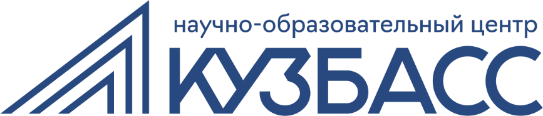 научно-образовательный центр
КУЗБАСС